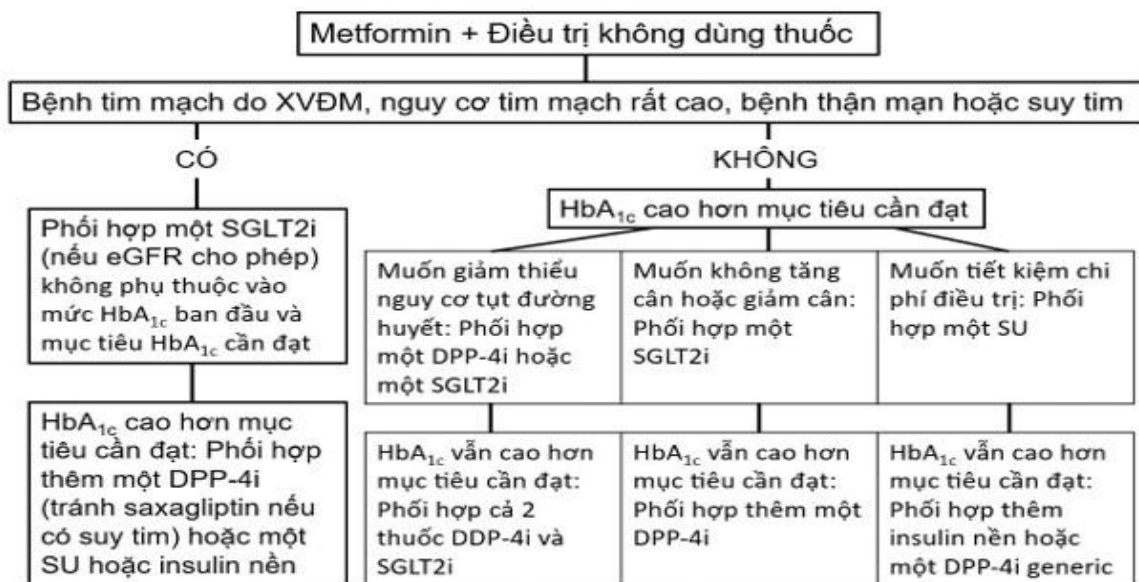 Metformin + Điều trị không dùng thuốc
Bệnh tim mạch do XVĐM, nguy cơ tim mạch rất cao, bệnh thận mạn hoặc suy tim
CÓ
KHÔNG
Phối hợp một SGLT2i
(nếu eGFR cho phép)
không phụ thuộc vào
mức HbA1c ban đầu và
mục tiêu HbA1c cần đạt
HbA1c cao hơn mục
tiêu cần đạt: Phối hợp
thêm một DPP-4i
(tránh saxagliptin nếu
có suy tim) hoặc một
SU hoặc insulin nền
HbA1c cao hơn mục tiêu cần đạt
Muốn giảm thiểu
nguy cơ tụt đường
huyết: Phối hợp
một DPP-4i hoặc
một SGLT2i
Muốn không tăng
cân hoặc giảm cân:
Phối hợp một
SGLT2i
Muốn tiết kiệm chi
phí điều trị: Phối
hợp một SU
HbA1c vẫn cao hơn
mục tiêu cần đạt:
Phối hợp cả 2
thuốc DDP-4i và
SGLT2i
HbA1c vẫn cao hơn
mục tiêu cần đạt:
Phối hợp thêm một
DPP-4i
HbA1c vẫn cao hơn
mục tiêu cần đạt:
Phối hợp thêm
insulin nền hoặc
một DPP-4i generic